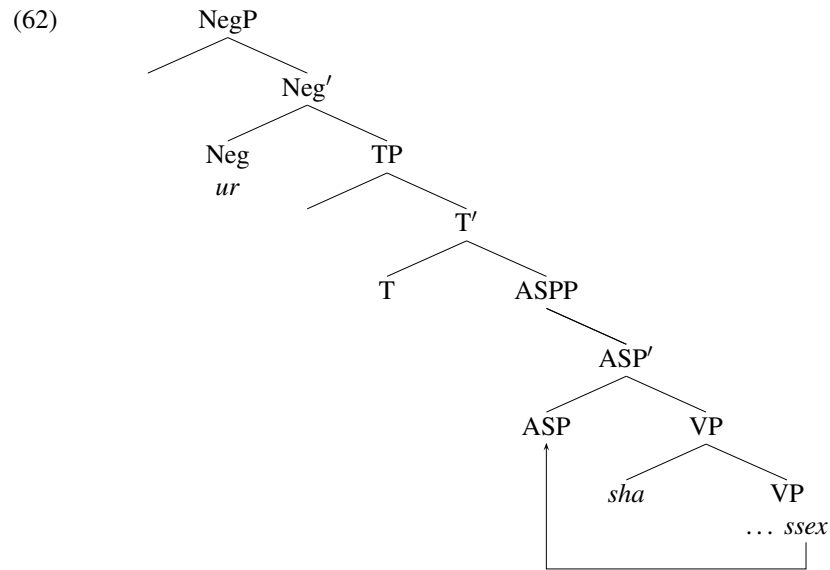 (62)
NegP
Neg′
Neg TP
ur
T′
T ASPP
ASP′
ASP VP
sha VP
... ssex